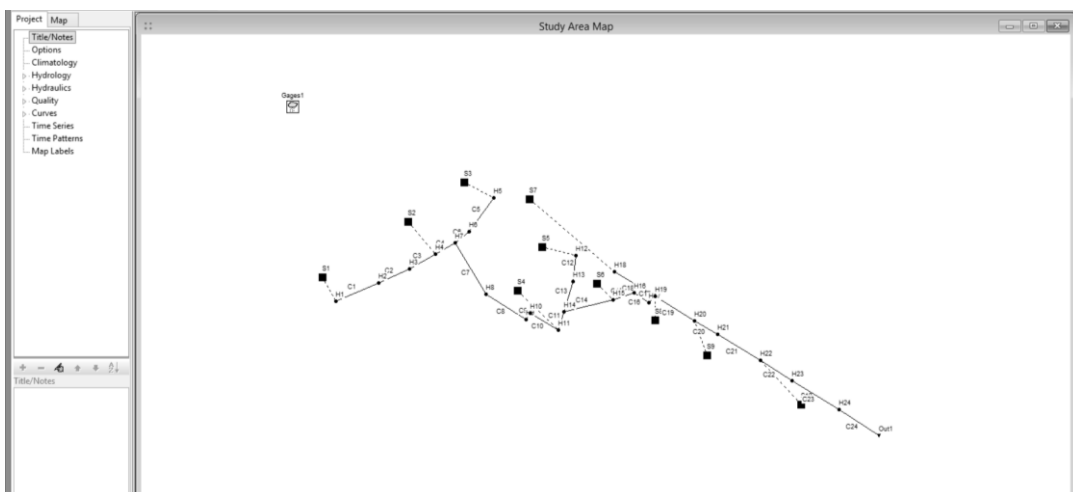 Project Map
Title/Notes
Options
Climatology
Hydrology
Hydraulics
Quality
Curves
Time Series
Time Patterns
Map Labels
Title/Notes
Study Area Map
Gages1
S3
H5
S7
C5
S2
H6
H7
H4
S5
H12
C12
C3
H3
S1
C2
H2
C1
H1
C7
H8
S4
H13
S6
H18
C13
H15
H16
H19
C14
C16
H10
H14
C11
C8
C10
H11
C19
H20
C20
H21
S9
C21
H22
C22
H23
C23
H24
C24
Out1